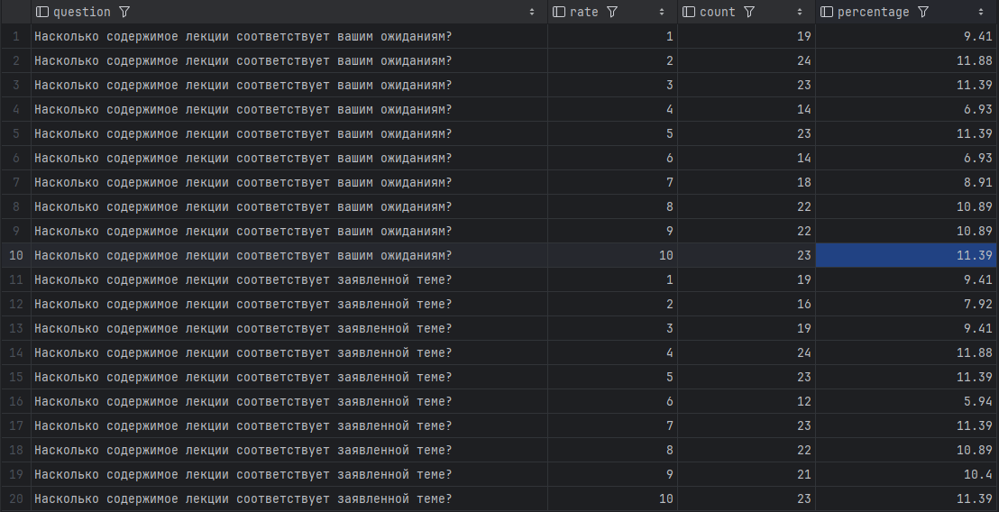 question rate count percentage
1 Насколько содержимое лекции соответствует вашим ожиданиям? 1 19 9.41
2 Насколько содержимое лекции соответствует вашим ожиданиям? 2 24 11.88
3 Насколько содержимое лекции соответствует вашим ожиданиям? 3 23 11.39
4 Насколько содержимое лекции соответствует вашим ожиданиям? 4 14 6.93
5 Насколько содержимое лекции соответствует вашим ожиданиям? 5 23 11.39
6 Насколько содержимое лекции соответствует вашим ожиданиям? 6 14 6.93
7 Насколько содержимое лекции соответствует вашим ожиданиям? 7 18 8.91
8 Насколько содержимое лекции соответствует вашим ожиданиям? 8 22 10.89
9 Насколько содержимое лекции соответствует вашим ожиданиям? 9 22 10.89
10 Насколько содержимое лекции соответствует вашим ожиданиям? 10 23 11.39
11 Насколько содержимое лекции соответствует заявленной теме? 1 19 9.41
12 Насколько содержимое лекции соответствует заявленной теме? 2 16 7.92
13 Насколько содержимое лекции соответствует заявленной теме? 3 19 9.41
14 Насколько содержимое лекции соответствует заявленной теме? 4 24 11.88
15 Насколько содержимое лекции соответствует заявленной теме? 5 23 11.39
16 Насколько содержимое лекции соответствует заявленной теме? 6 12 5.94
17 Насколько содержимое лекции соответствует заявленной теме? 7 23 11.39
18 Насколько содержимое лекции соответствует заявленной теме? 8 22 10.89
19 Насколько содержимое лекции соответствует заявленной теме? 9 21 10.4
20 Насколько содержимое лекции соответствует заявленной теме? 10 23 11.39